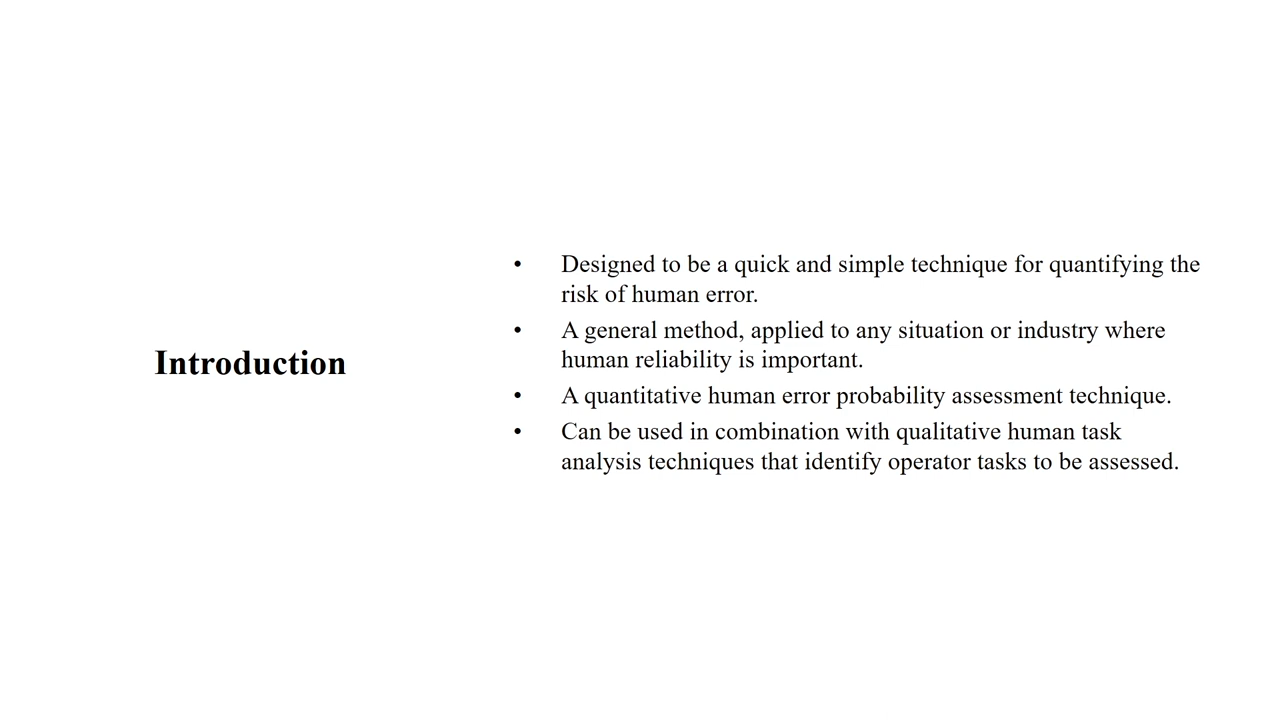 Introduction
• Designed to be a quick and simple technique for quantifying the
risk of human error.
• A general method, applied to any situation or industry where
human reliability is important.
• A quantitative human error probability assessment technique.
• Can be used in combination with qualitative human task
analysis techniques that identify operator tasks to be assessed.